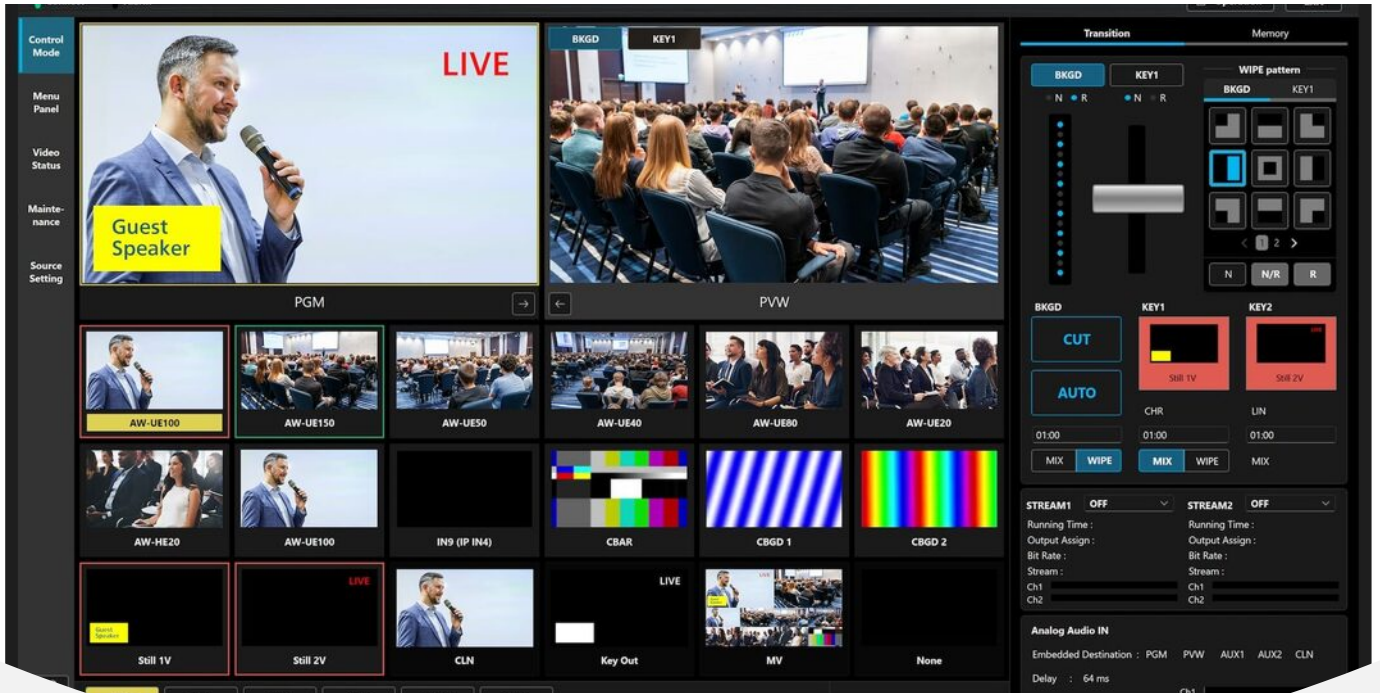 Control
Mode
Menu
Panel
Video
Status
Mainte-
nance
Source
Setting
LIVE
Guest
Speaker
BKGD KEY1
PGM →
← PVW
AW-UE100 AW-UE150 AW-UE50 AW-UE40 AW-UE80 AW-UE20
AW-HE20 AW-UE100 IN9 (IP IN4) CBAR CBGD 1 CBGD 2
LIVE LIVE
Guest
Speaker
Still 1V Still 2V CLN Key Out MV None
Transition Memory
BKGD KEY1
N R N R
WIPE pattern
BKGD KEY1
< 1 2 >
N N/R R
BKGD KEY1 KEY2
CUT
Still 1V Still 2V
AUTO
CHR LIN
01:00 01:00 01:00
MIX WIPE MIX WIPE MIX
STREAM1 OFF STREAM2 OFF
Running Time : Running Time :
Output Assign : Output Assign :
Bit Rate : Bit Rate :
Stream : Stream :
Ch1 Ch1
Ch2 Ch2
Analog Audio IN
Embedded Destination : PGM PVW AUX1 AUX2 CLN
Delay : 64 ms
Ch1